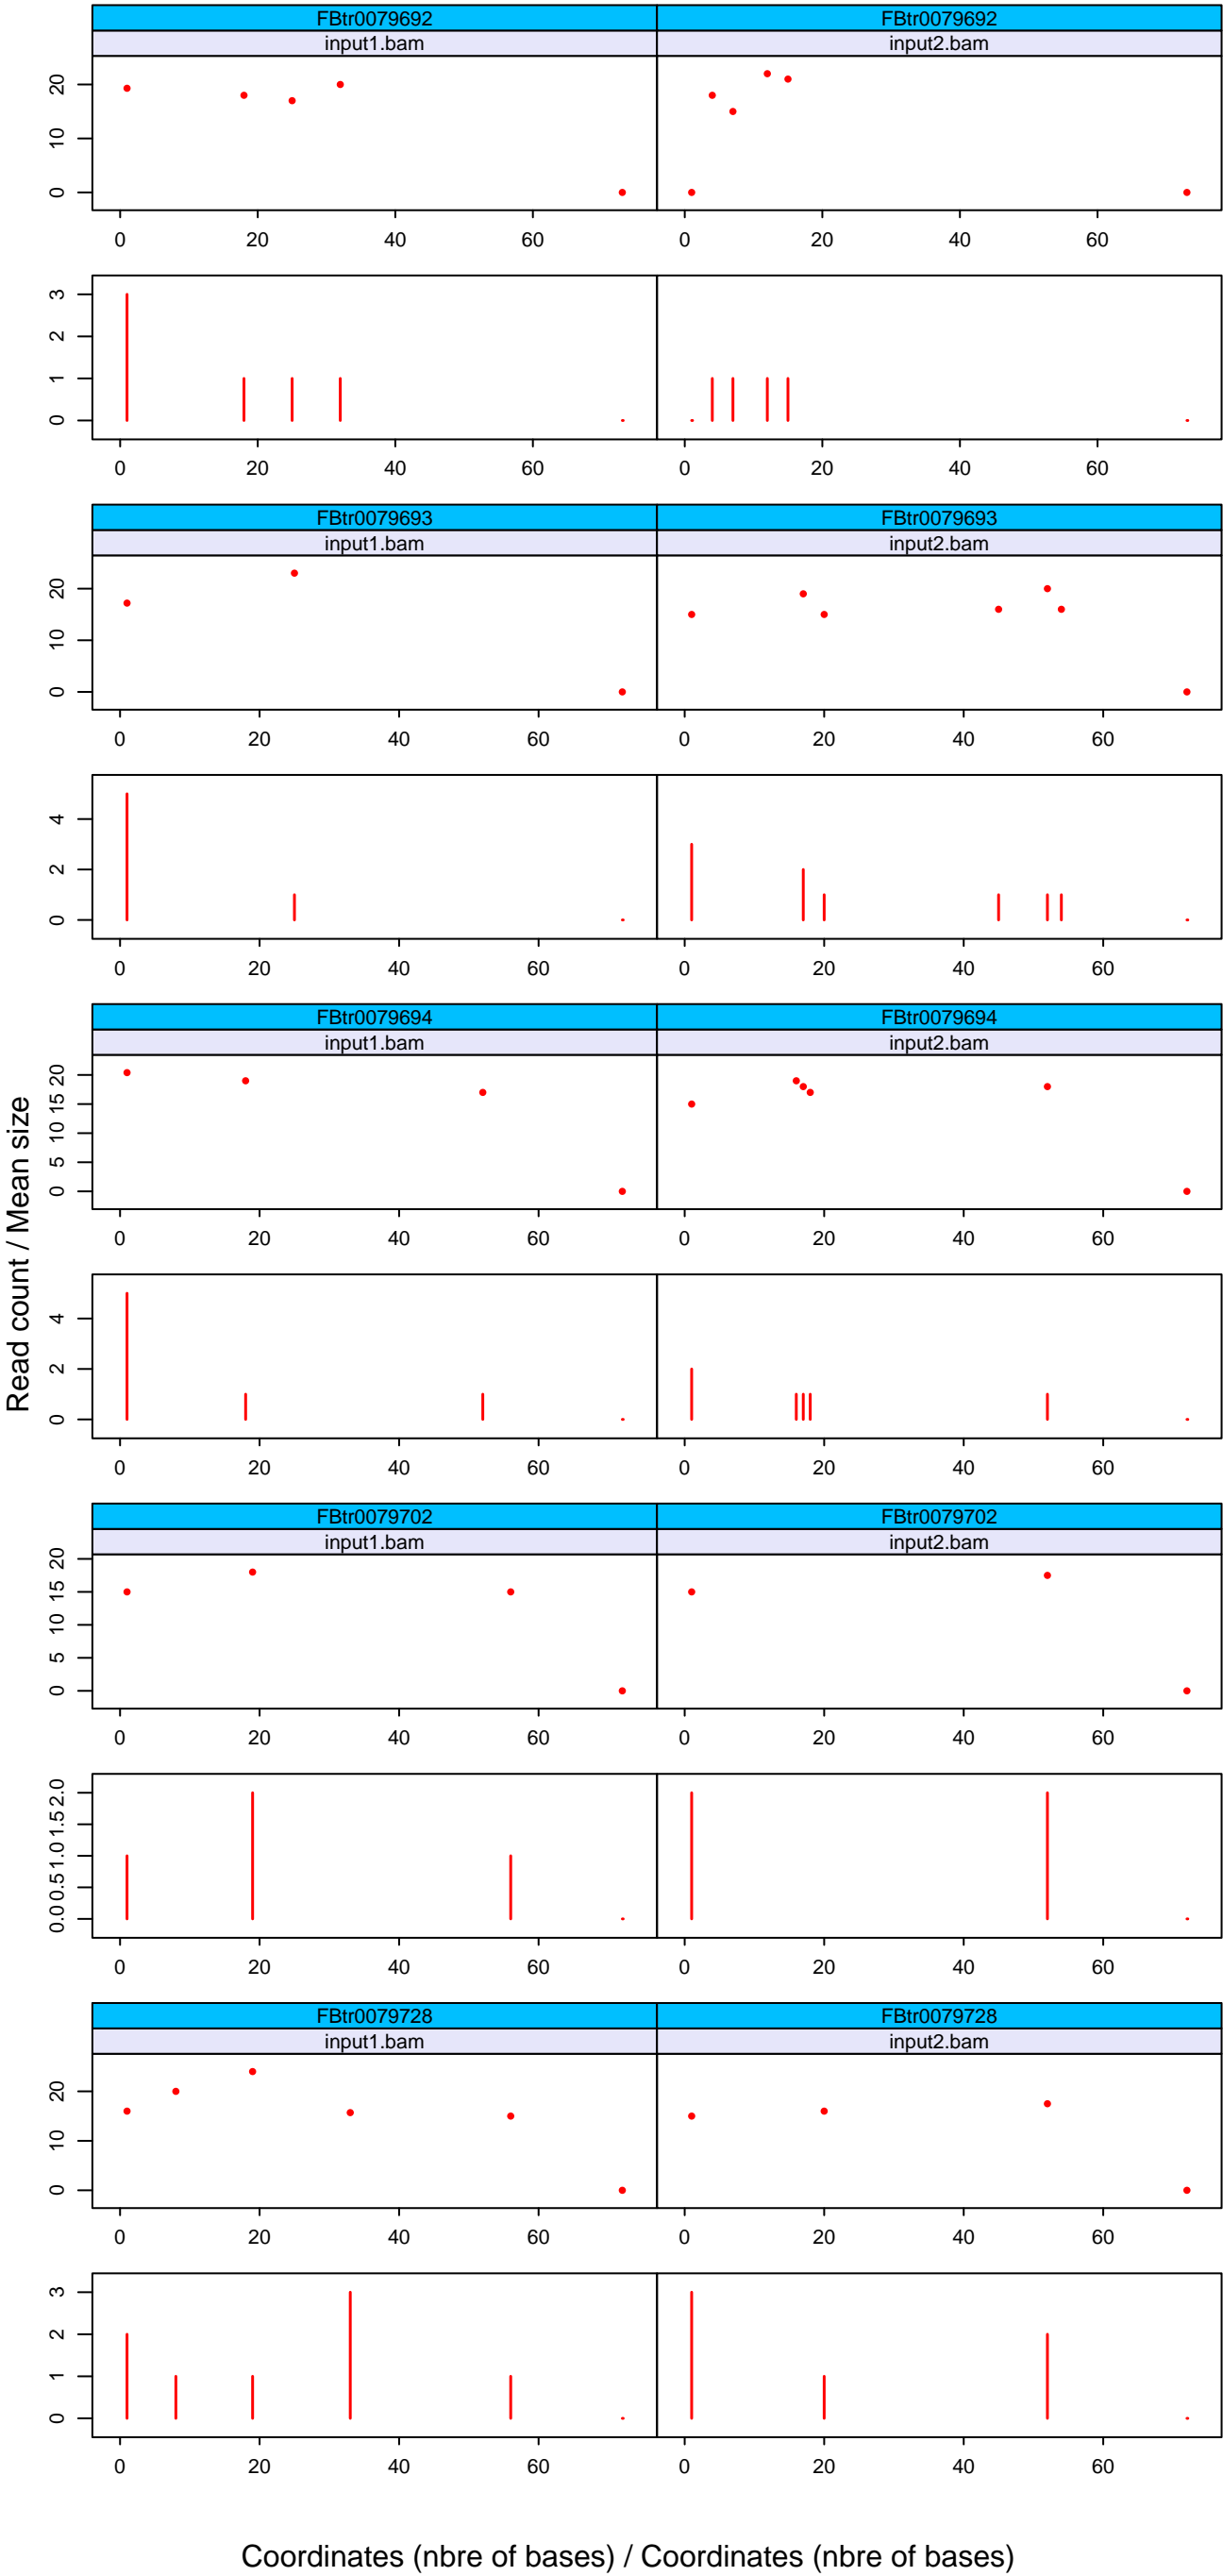 FBtr0079692 FBtr0079692
input1.bam input2.bam
0 10 20
0 20 40 60 0 20 40 60
0 1 2 3
0 20 40 60 0 20 40 60
FBtr0079693 FBtr0079693
input1.bam input2.bam
0 10 20
0 20 40 60 0 20 40 60
0 2 4
0 20 40 60 0 20 40 60
FBtr0079694 FBtr0079694
input1.bam input2.bam
0 5 10 15 20
0 20 40 60 0 20 40 60
Read count / Mean size
0 2 4
0 20 40 60 0 20 40 60
FBtr0079702 FBtr0079702
input1.bam input2.bam
0 5 10 15 20
0 20 40 60 0 20 40 60
0.0 0.5 1.0 1.5 2.0
0 20 40 60 0 20 40 60
FBtr0079728 FBtr0079728
input1.bam input2.bam
0 10 20
0 20 40 60 0 20 40 60
0 1 2 3
0 20 40 60 0 20 40 60
Coordinates (nbre of bases) / Coordinates (nbre of bases)